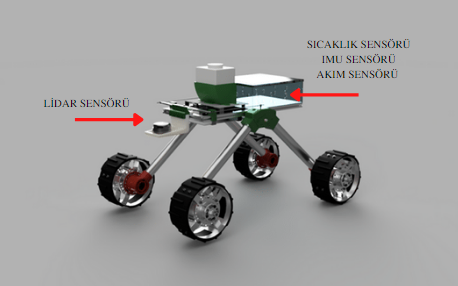 SICAKLIK SENSÖRÜ
IMU SENSÖRÜ
AKIM SENSÖRÜ
LİDAR SENSÖRÜ